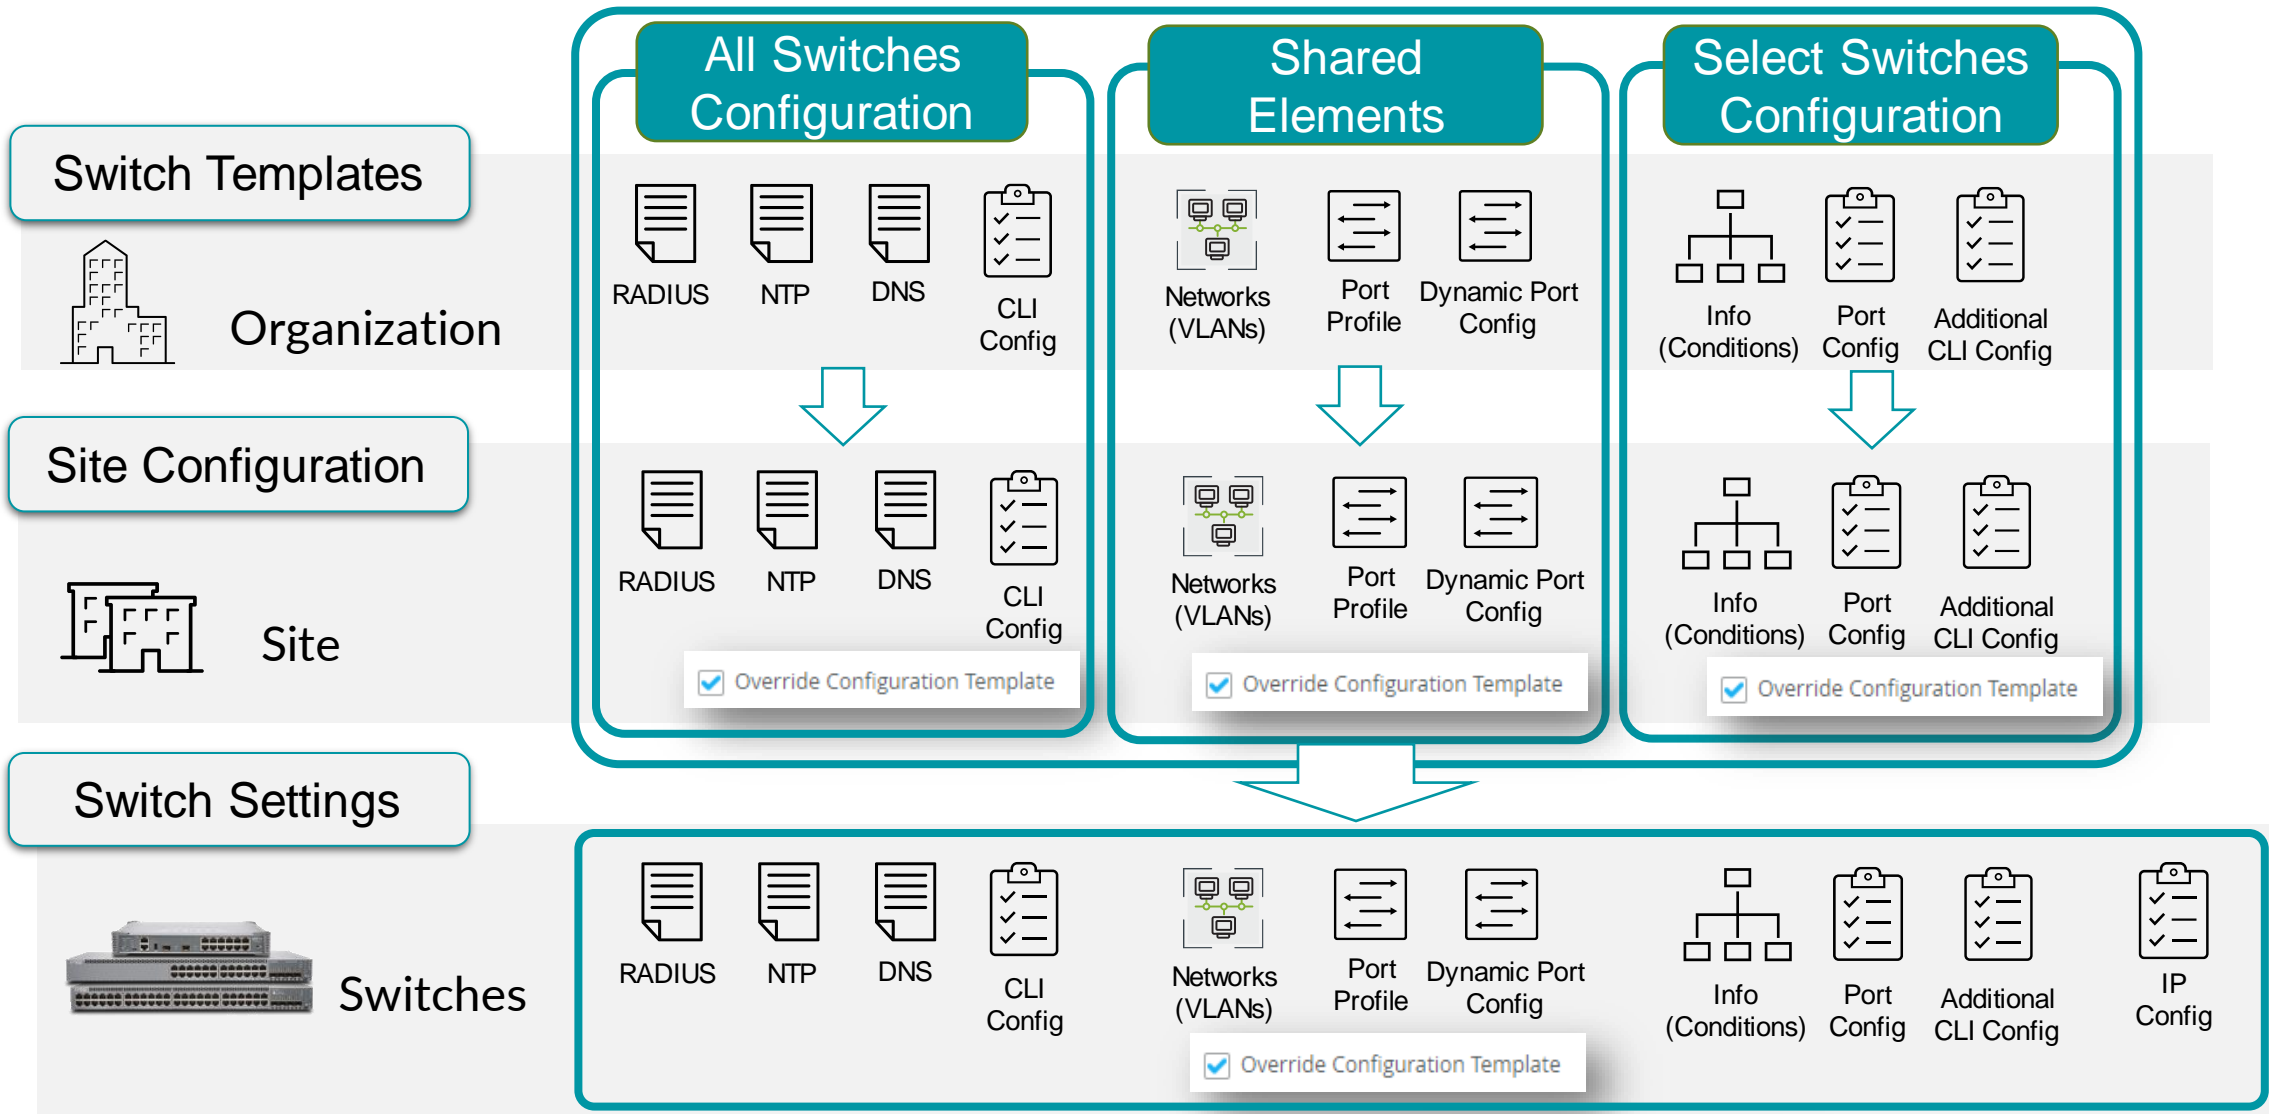 All Switches
Configuration
Shared
Elements
Select Switches
Configuration
Switch Templates
Organization
RADIUS
NTP
DNS
CLI
Config
Networks
(VLANs)
Port
Profile
Dynamic Port
Config
Info
(Conditions)
Port
Config
Additional
CLI Config
Site Configuration
Site
RADIUS
NTP
DNS
CLI
Config
Override Configuration Template
Networks
(VLANs)
Port
Profile
Dynamic Port
Config
Override Configuration Template
Info
(Conditions)
Port
Config
Additional
CLI Config
Override Configuration Template
Switch Settings
Switches
RADIUS
NTP
DNS
CLI
Config
Networks
(VLANs)
Port
Profile
Dynamic Port
Config
Override Configuration Template
Info
(Conditions)
Port
Config
Additional
CLI Config
IP
Config